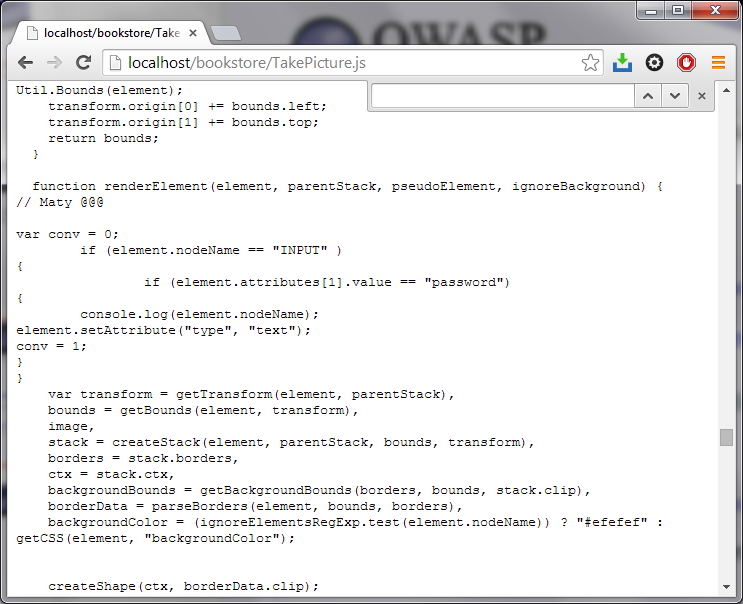 OWASP
localhost/bookstore/Take
localhost/bookstore/TakePicture.js
Util.Bounds(element);
    transform.origin[0] += bounds.left;
    transform.origin[1] += bounds.top;
    return bounds;
  }
  function renderElement(element, parentStack, pseudoElement, ignoreBackground) {
// Maty @@@
var conv = 0;
        if (element.nodeName == "INPUT" )
{
                if (element.attributes[1].value == "password")
{
        console.log(element.nodeName);
element.setAttribute("type", "text");
conv = 1;
}
}
    var transform = getTransform(element, parentStack),
    bounds = getBounds(element, transform),
    image,
    stack = createStack(element, parentStack, bounds, transform),
    borders = stack.borders,
    ctx = stack.ctx,
    backgroundBounds = getBackgroundBounds(borders, bounds, stack.clip),
    borderData = parseBorders(element, bounds, borders),
    backgroundColor = (ignoreElementsRegExp.test(element.nodeName)) ? "#efefef" :
getCSS(element, "backgroundColor");
    createShape(ctx, borderData.clip);